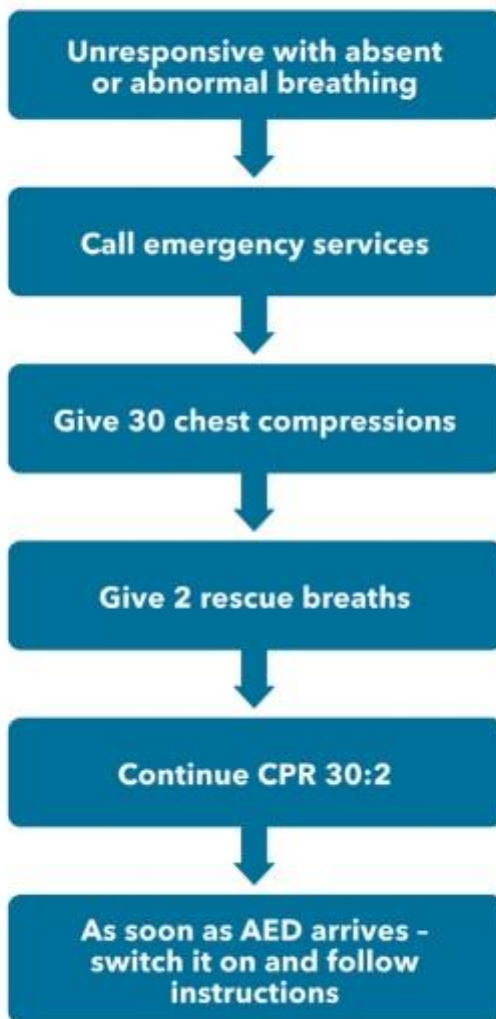 Unresponsive with absent
or abnormal breathing
Call emergency services
Give 30 chest compressions
Give 2 rescue breaths
Continue CPR 30:2
As soon as AED arrives –
switch it on and follow
instructions